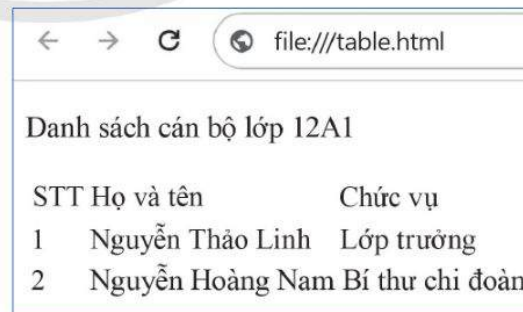 file:///table.html
Danh sách cán bộ lớp 12A1
STT Họ và tên Chức vụ
1 Nguyễn Thảo Linh Lớp trưởng
2 Nguyễn Hoàng Nam Bí thư chi đoàn